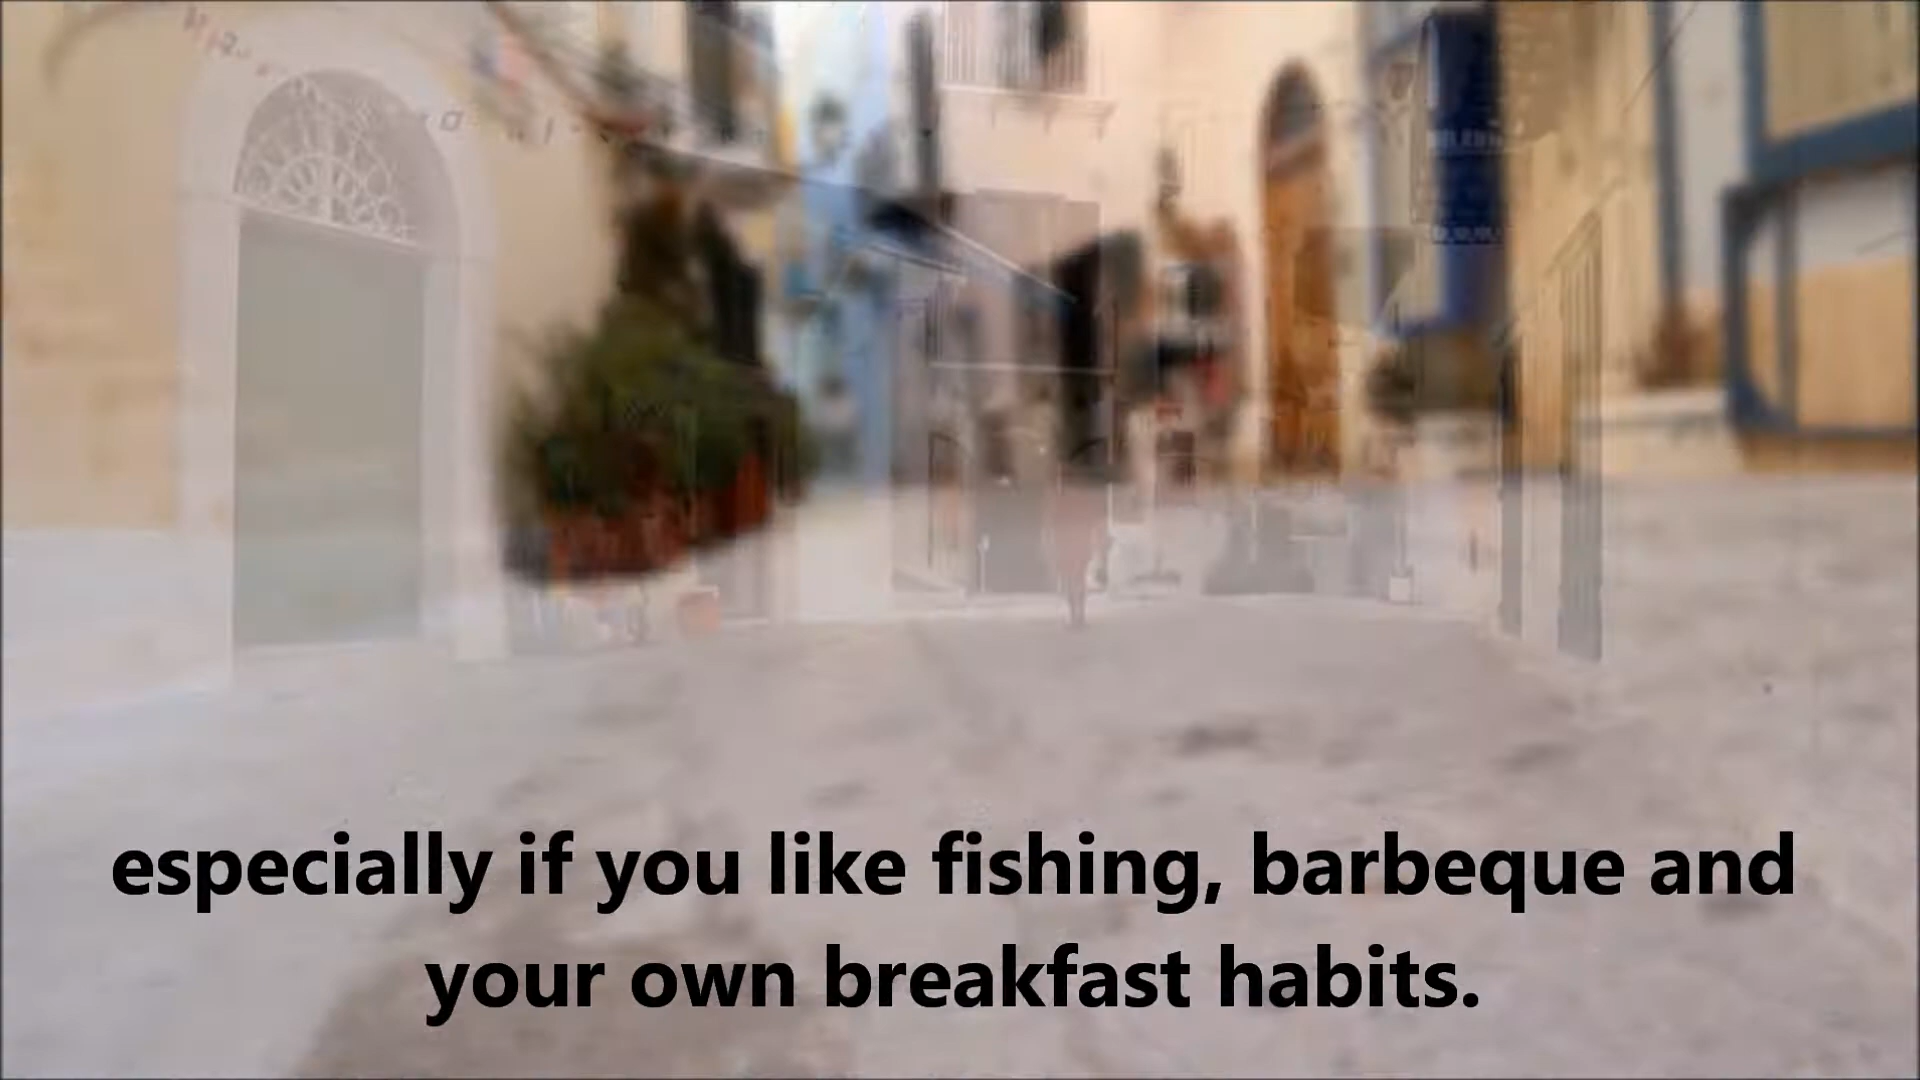 especially if you like fishing, barbeque and
your own breakfast habits.